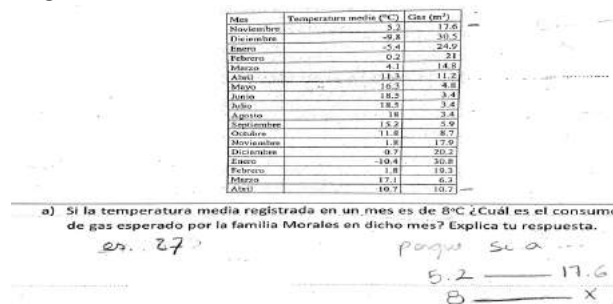 Mes Temperatura media (°C) Gas (m³)
Noviembre 5.2 17.6
Diciembre -9.8 30.5
Enero -5.4 24.9
Febrero 0.2 21
Marzo 4.1 14.8
Abril 11.3 11.2
Mayo 16.3 4.8
Junio 18.5 3.4
Julio 18.5 3.4
Agosto 18 3.4
Septiembre 15.2 5.9
Octubre 11.8 8.7
Noviembre 1.8 17.9
Diciembre 0.7 20.2
Enero -10.4 30.8
Febrero 1.8 19.3
Marzo 17.1 6.3
Abril 10.7 10.2
a) Si la temperatura media registrada en un mes es de 8°C ¿Cuál es el consumo
de gas esperado por la familia Morales en dicho mes? Explica tu respuesta.
es. 27 porque si a ...
5.2 — 17.6
8 — x